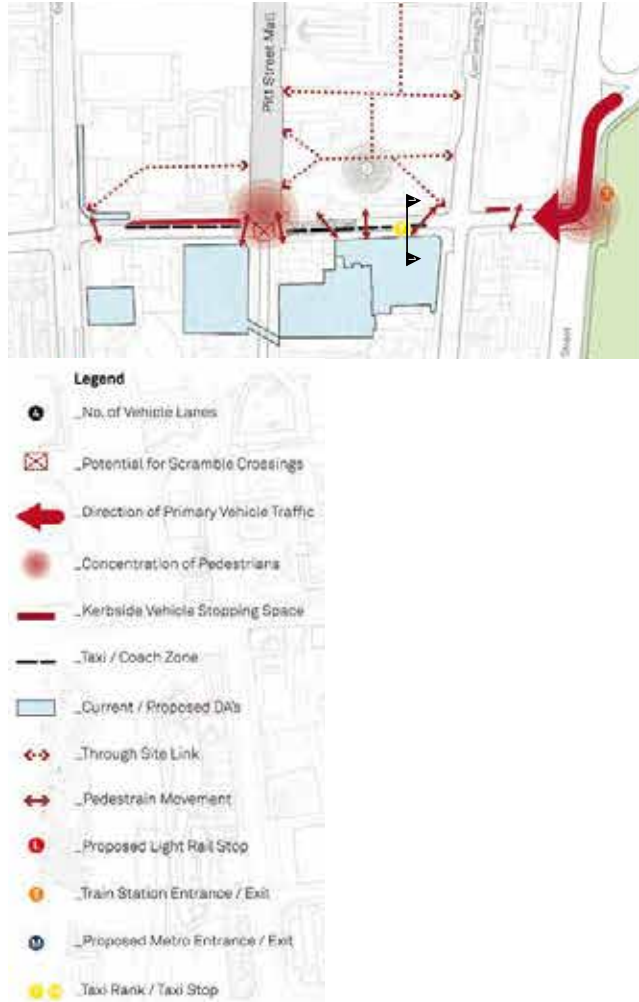 Pitt Street Mall
Street
Legend
_No. of Vehicle Lanes
_Potential for Scramble Crossings
_Direction of Primary Vehicle Traffic
_Concentration of Pedestrians
_Kerbside Vehicle Stopping Space
_Taxi / Coach Zone
_Current / Proposed DA's
_Through Site Link
_Pedestrain Movement
L _Proposed Light Rail Stop
T _Train Station Entrance / Exit
M _Proposed Metro Entrance / Exit
_Taxi Rank / Taxi Stop